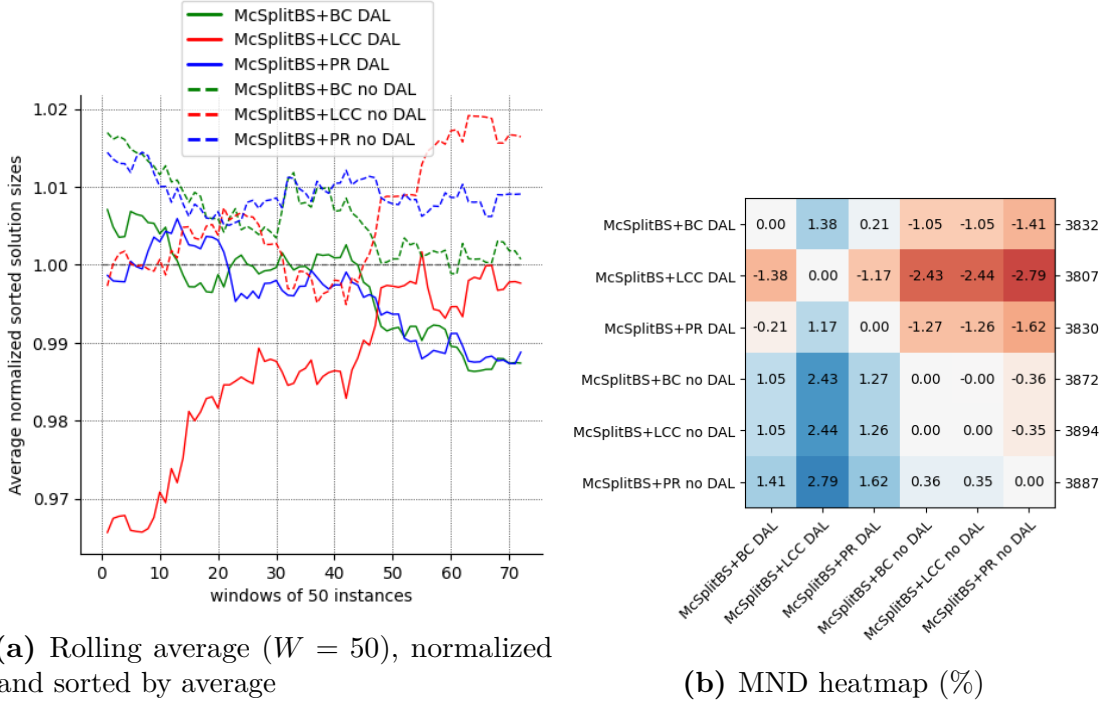 McSplitBS+BC DAL
McSplitBS+LCC DAL
McSplitBS+PR DAL
McSplitBS+BC no DAL
McSplitBS+LCC no DAL
McSplitBS+PR no DAL
Average normalized sorted solution sizes
1.02
1.01
1.00
0.99
0.98
0.97
0 10 20 30 40 50 60 70
windows of 50 instances
(a) Rolling average (W = 50), normalized
and sorted by average
McSplitBS+BC DAL 0.00 1.38 0.21 -1.05 -1.05 -1.41 3832
McSplitBS+LCC DAL -1.38 0.00 -1.17 -2.43 -2.44 -2.79 3807
McSplitBS+PR DAL -0.21 1.17 0.00 -1.27 -1.26 -1.62 3830
McSplitBS+BC no DAL 1.05 2.43 1.27 0.00 -0.00 -0.36 3872
McSplitBS+LCC no DAL 1.05 2.44 1.26 0.00 0.00 -0.35 3894
McSplitBS+PR no DAL 1.41 2.79 1.62 0.36 0.35 0.00 3887
McSplitBS+BC DAL
McSplitBS+LCC DAL
McSplitBS+PR DAL
McSplitBS+BC no DAL
McSplitBS+LCC no DAL
McSplitBS+PR no DAL
(b) MND heatmap (%)